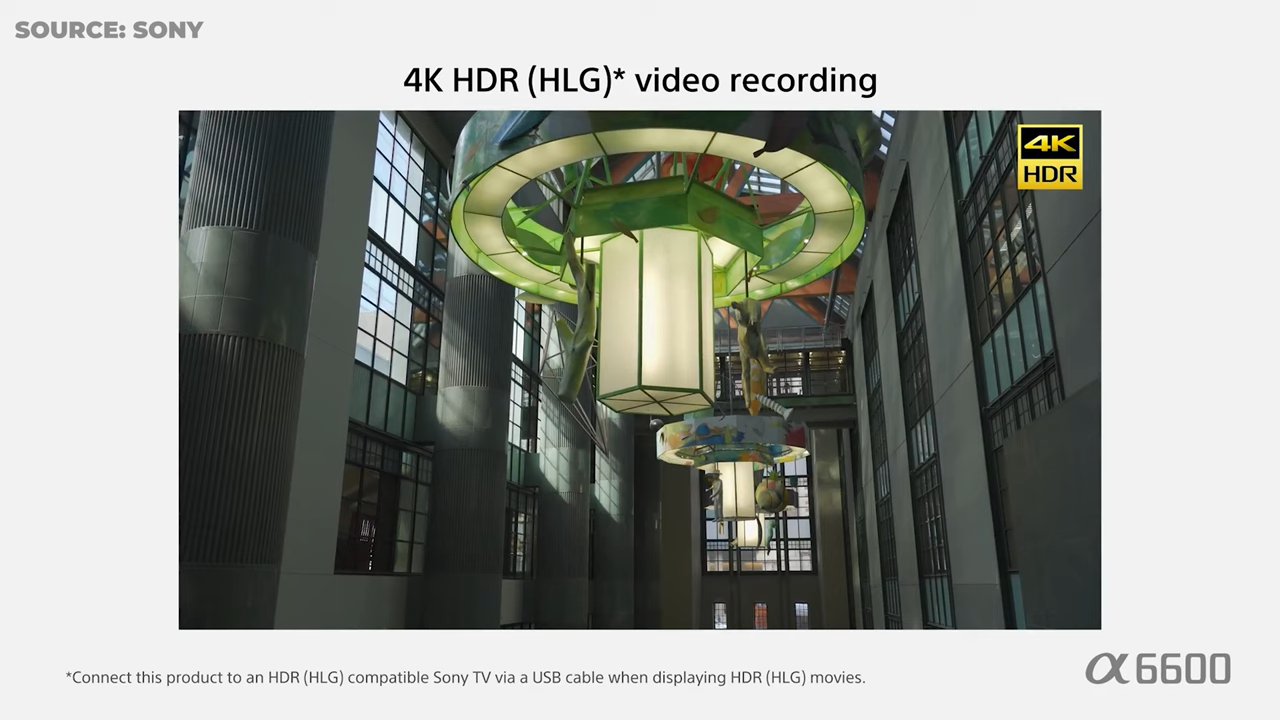 SOURCE: SONY
4K HDR (HLG)* video recording
4K
HDR
*Connect this product to an HDR (HLG) compatible Sony TV via a USB cable when displaying HDR (HLG) movies.
α6600